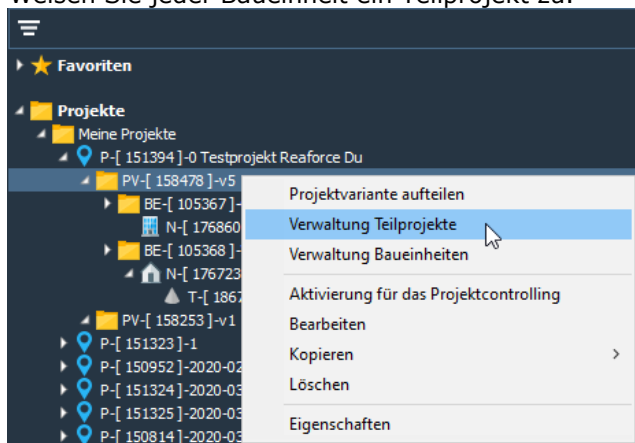 Weisen Sie jeder Baueinheit ein Teilprojekt zu.
Favoriten
Projekte
Meine Projekte
P-[ 151394 ]-0 Testprojekt Reaforce Du
PV-[ 158478 ]-v5
BE-[ 105367 ]-
N-[ 176860
BE-[ 105368 ]-
N-[ 176723
T-[ 1867
PV-[ 158253 ]-v1
P-[ 151323 ]-1
P-[ 150952 ]-2020-02
P-[ 151324 ]-2020-03
P-[ 151325 ]-2020-03
P-[ 150814 ]-2020-03
Projektvariante aufteilen
Verwaltung Teilprojekte
Verwaltung Baueinheiten
Aktivierung für das Projektcontrolling
Bearbeiten
Kopieren
Löschen
Eigenschaften